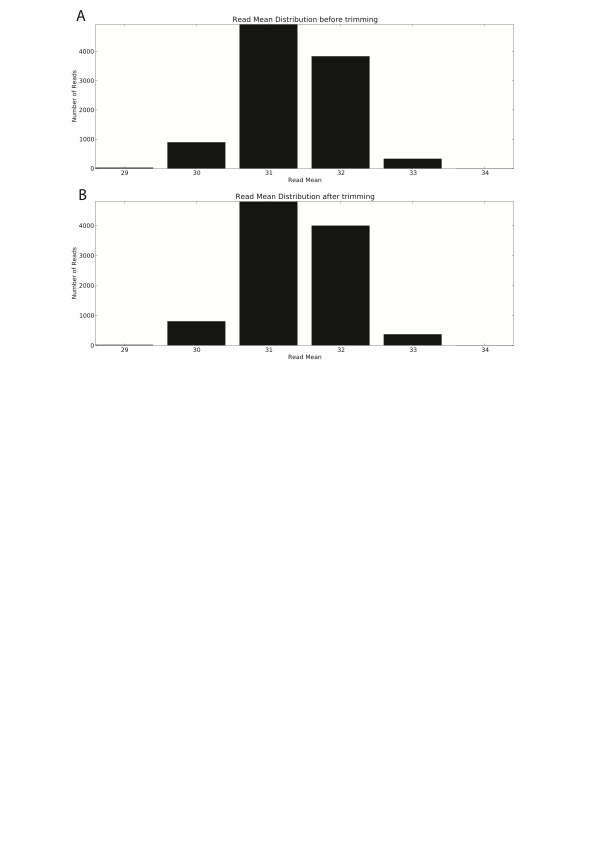 A
Read Mean Distribution before trimming
4000
3000
2000
1000
0
Number of Reads
29 30 31 32 33 34
Read Mean
B
Read Mean Distribution after trimming
4000
3000
2000
1000
0
Number of Reads
29 30 31 32 33 34
Read Mean